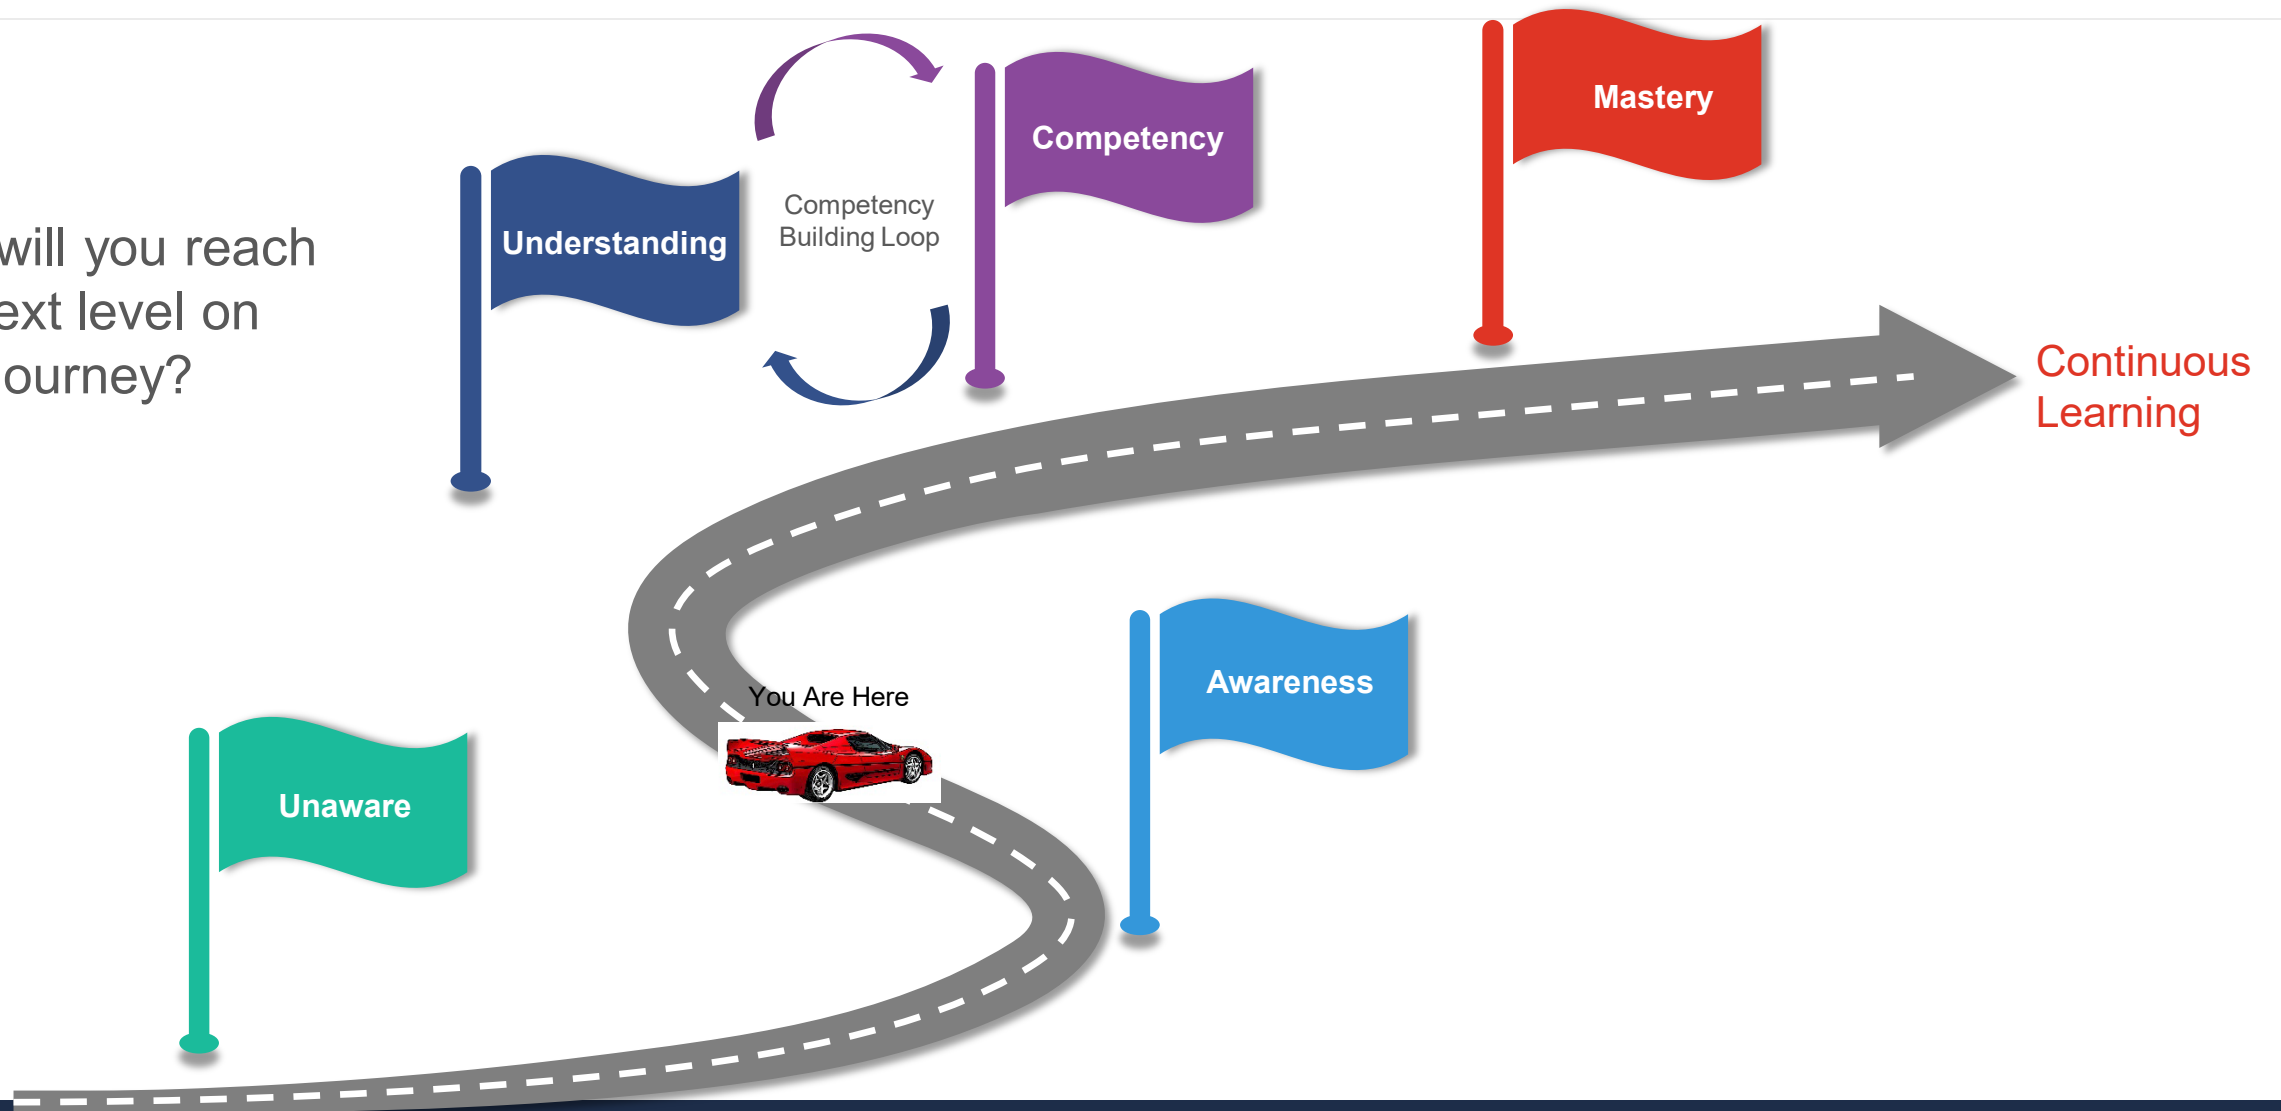 will you reach
ext level on
ourney?
Understanding
Competency
Building Loop
Competency
Mastery
Continuous
Learning
You Are Here
Awareness
Unaware